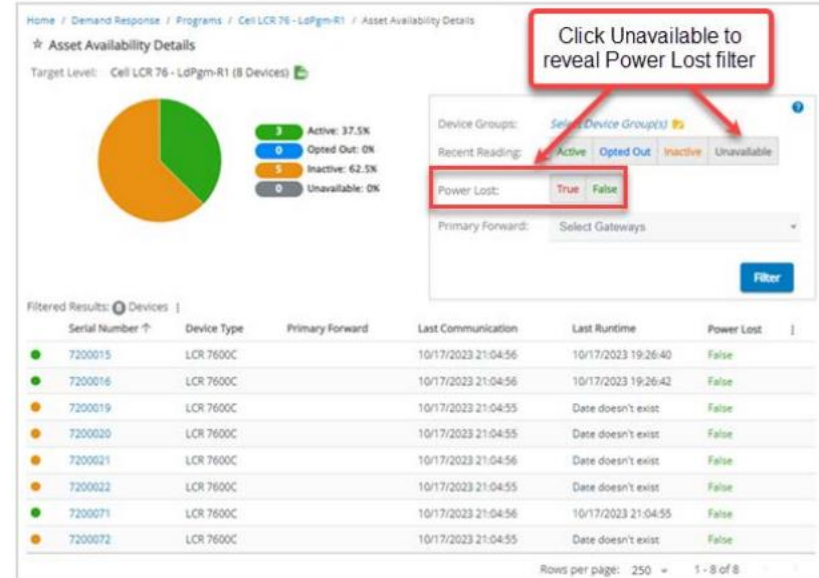 Home / Demand Response / Programs / Cell LCR 76 - LdPgm-R1 / Asset Availability Details
Asset Availability Details
Target Level: Cell LCR 76 - LdPgm-R1 (8 Devices)
Click Unavailable to
reveal Power Lost filter
3 Active: 37.5%
0 Opted Out: 0%
5 Inactive: 62.5%
0 Unavailable: 0%
Device Groups: Select Device Group(s)
Recent Reading: Active Opted Out Inactive Unavailable
Power Lost: True False
Primary Forward: Select Gateways
Filter
Filtered Results: 8 Devices
Serial Number ↑ Device Type Primary Forward Last Communication Last Runtime Power Lost
7200015 LCR 7600C 10/17/2023 21:04:56 10/17/2023 19:26:40 False
7200016 LCR 7600C 10/17/2023 21:04:56 10/17/2023 19:26:42 False
7200019 LCR 7600C 10/17/2023 21:04:55 Date doesn't exist False
7200020 LCR 7600C 10/17/2023 21:04:55 Date doesn't exist False
7200021 LCR 7600C 10/17/2023 21:04:56 Date doesn't exist False
7200022 LCR 7600C 10/17/2023 21:04:55 Date doesn't exist False
7200071 LCR 7600C 10/17/2023 21:04:56 10/17/2023 21:04:55 False
7200072 LCR 7600C 10/17/2023 21:04:55 Date doesn't exist False
Rows per page: 250 1 - 8 of 8